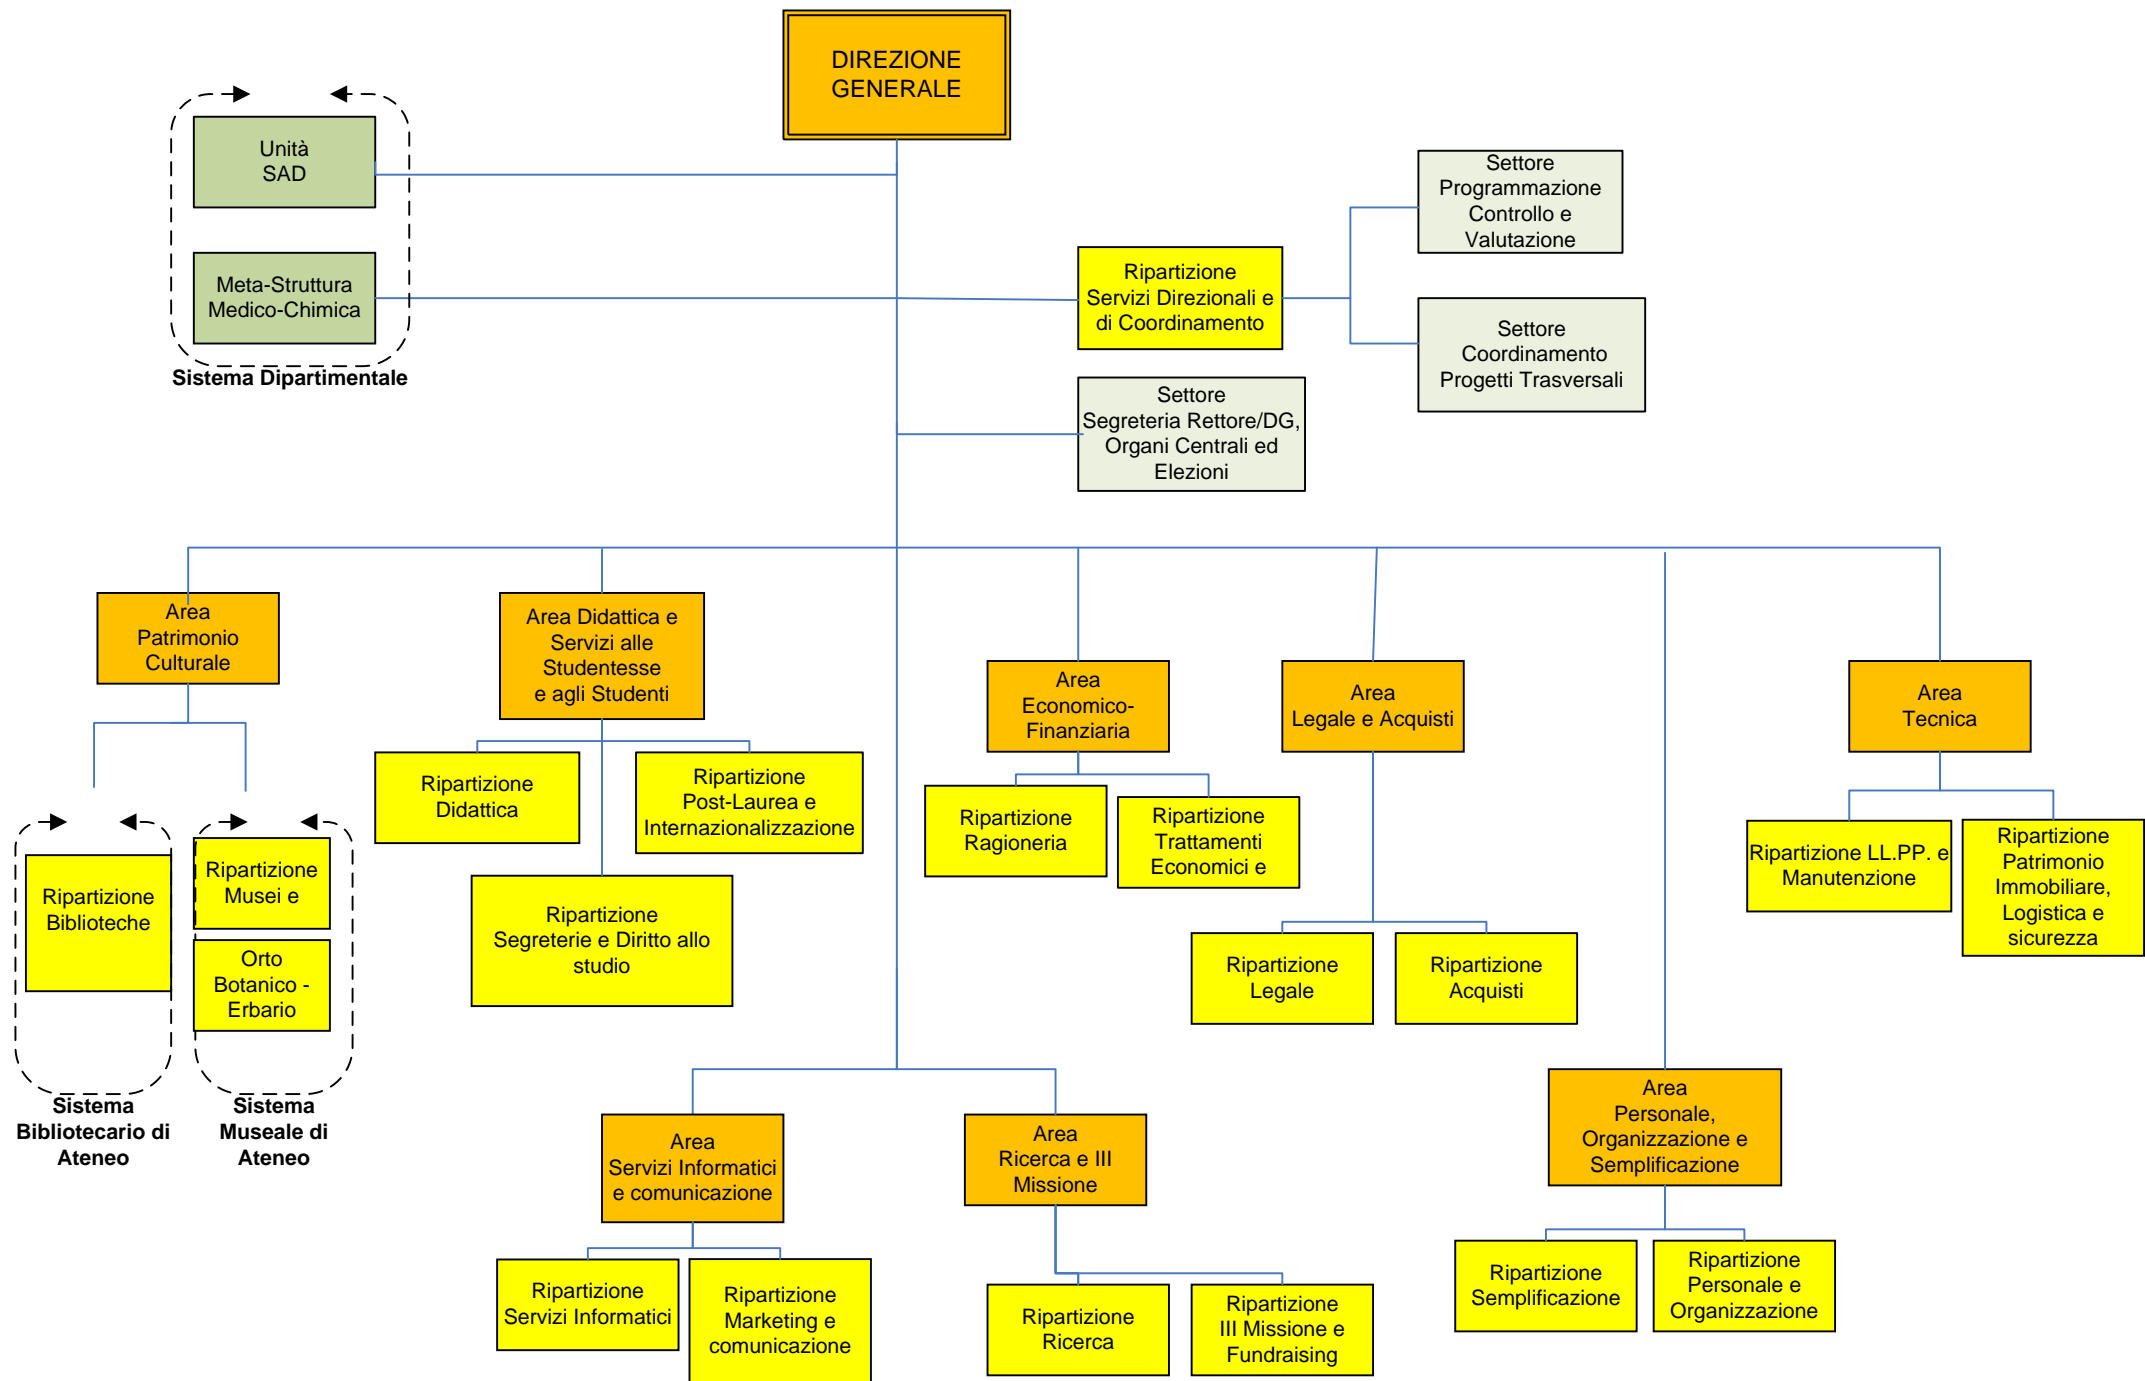 DIREZIONE
GENERALE
Unità
SAD
Meta-Struttura
Medico-Chimica
Sistema Dipartimentale
Settore
Programmazione
Controllo e
Valutazione
Ripartizione
Servizi Direzionali e
di Coordinamento
Settore
Coordinamento
Progetti Trasversali
Settore
Segreteria Rettore/DG,
Organi Centrali ed
Elezioni
Area
Patrimonio
Culturale
Area Didattica e
Servizi alle
Studentesse
e agli Studenti
Area
Economico-
Finanziaria
Area
Legale e Acquisti
Area
Tecnica
Ripartizione
Didattica
Ripartizione
Post-Laurea e
Internazionalizzazione
Ripartizione
Segreterie e Diritto allo
studio
Ripartizione
Ragioneria
Ripartizione
Trattamenti
Economici e
Ripartizione
Legale
Ripartizione
Acquisti
Ripartizione LL.PP. e
Manutenzione
Ripartizione
Patrimonio
Immobiliare,
Logistica e
sicurezza
Ripartizione
Biblioteche
Ripartizione
Musei e
Orto
Botanico -
Erbario
Sistema
Bibliotecario di
Ateneo
Sistema
Museale di
Ateneo
Area
Servizi Informatici
e comunicazione
Area
Ricerca e III
Missione
Area
Personale,
Organizzazione e
Semplificazione
Ripartizione
Servizi Informatici
Ripartizione
Marketing e
comunicazione
Ripartizione
Ricerca
Ripartizione
III Missione e
Fundraising
Ripartizione
Semplificazione
Ripartizione
Personale e
Organizzazione